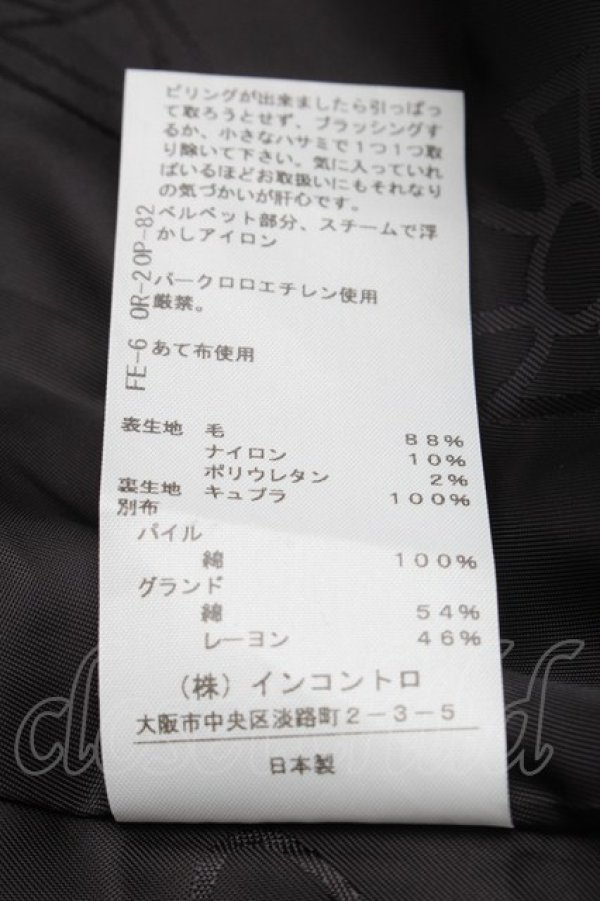 ピリングが出来ましたら引っぱっ
て取ろうとせず、ブラッシングす
るか、小さなハサミで1つ1つ取
り除いて下さい。気に入っていれ
ばいるほどお取扱いにもそれなり
の気づかいが肝心です。
ベルベット部分、スチームで浮
かしアイロン
パークロロエチレン使用
厳禁。
あて布使用
FE-6 OR-2OP-82
表生地 毛 88%
ナイロン 10%
ポリウレタン 2%
裏生地 キュプラ 100%
別布
パイル
綿 100%
グランド
綿 54%
レーヨン 46%
(株)インコントロ
大阪市中央区淡路町2-3-5
日本製
closet child